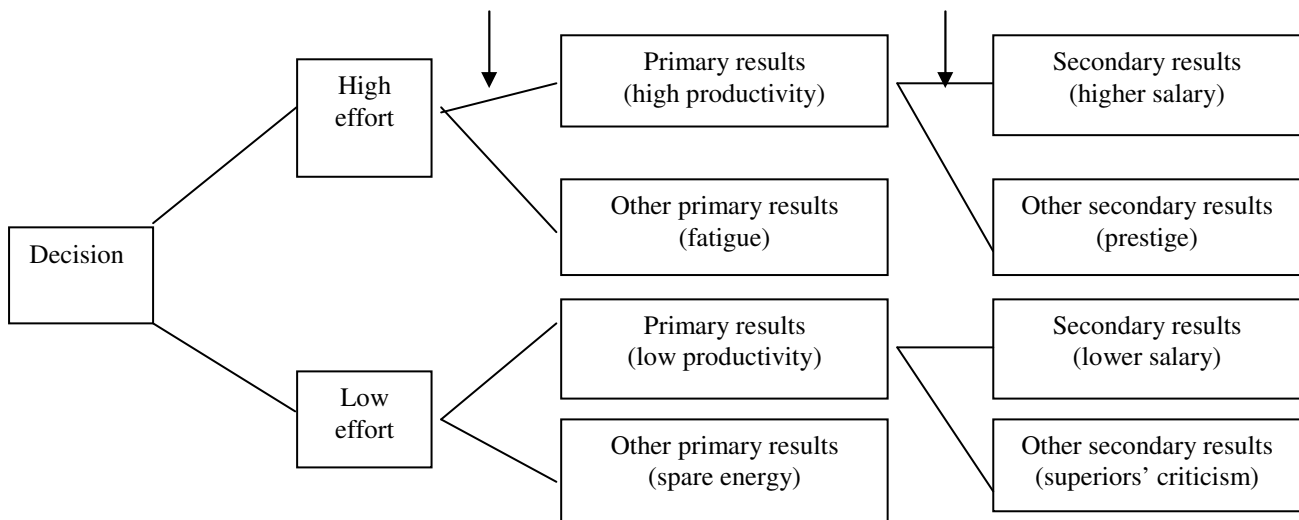 High
effort
Primary results
(high productivity)
Secondary results
(higher salary)
Other primary results
(fatigue)
Other secondary results
(prestige)
Decision
Primary results
(low productivity)
Secondary results
(lower salary)
Low
effort
Other primary results
(spare energy)
Other secondary results
(superiors’ criticism)